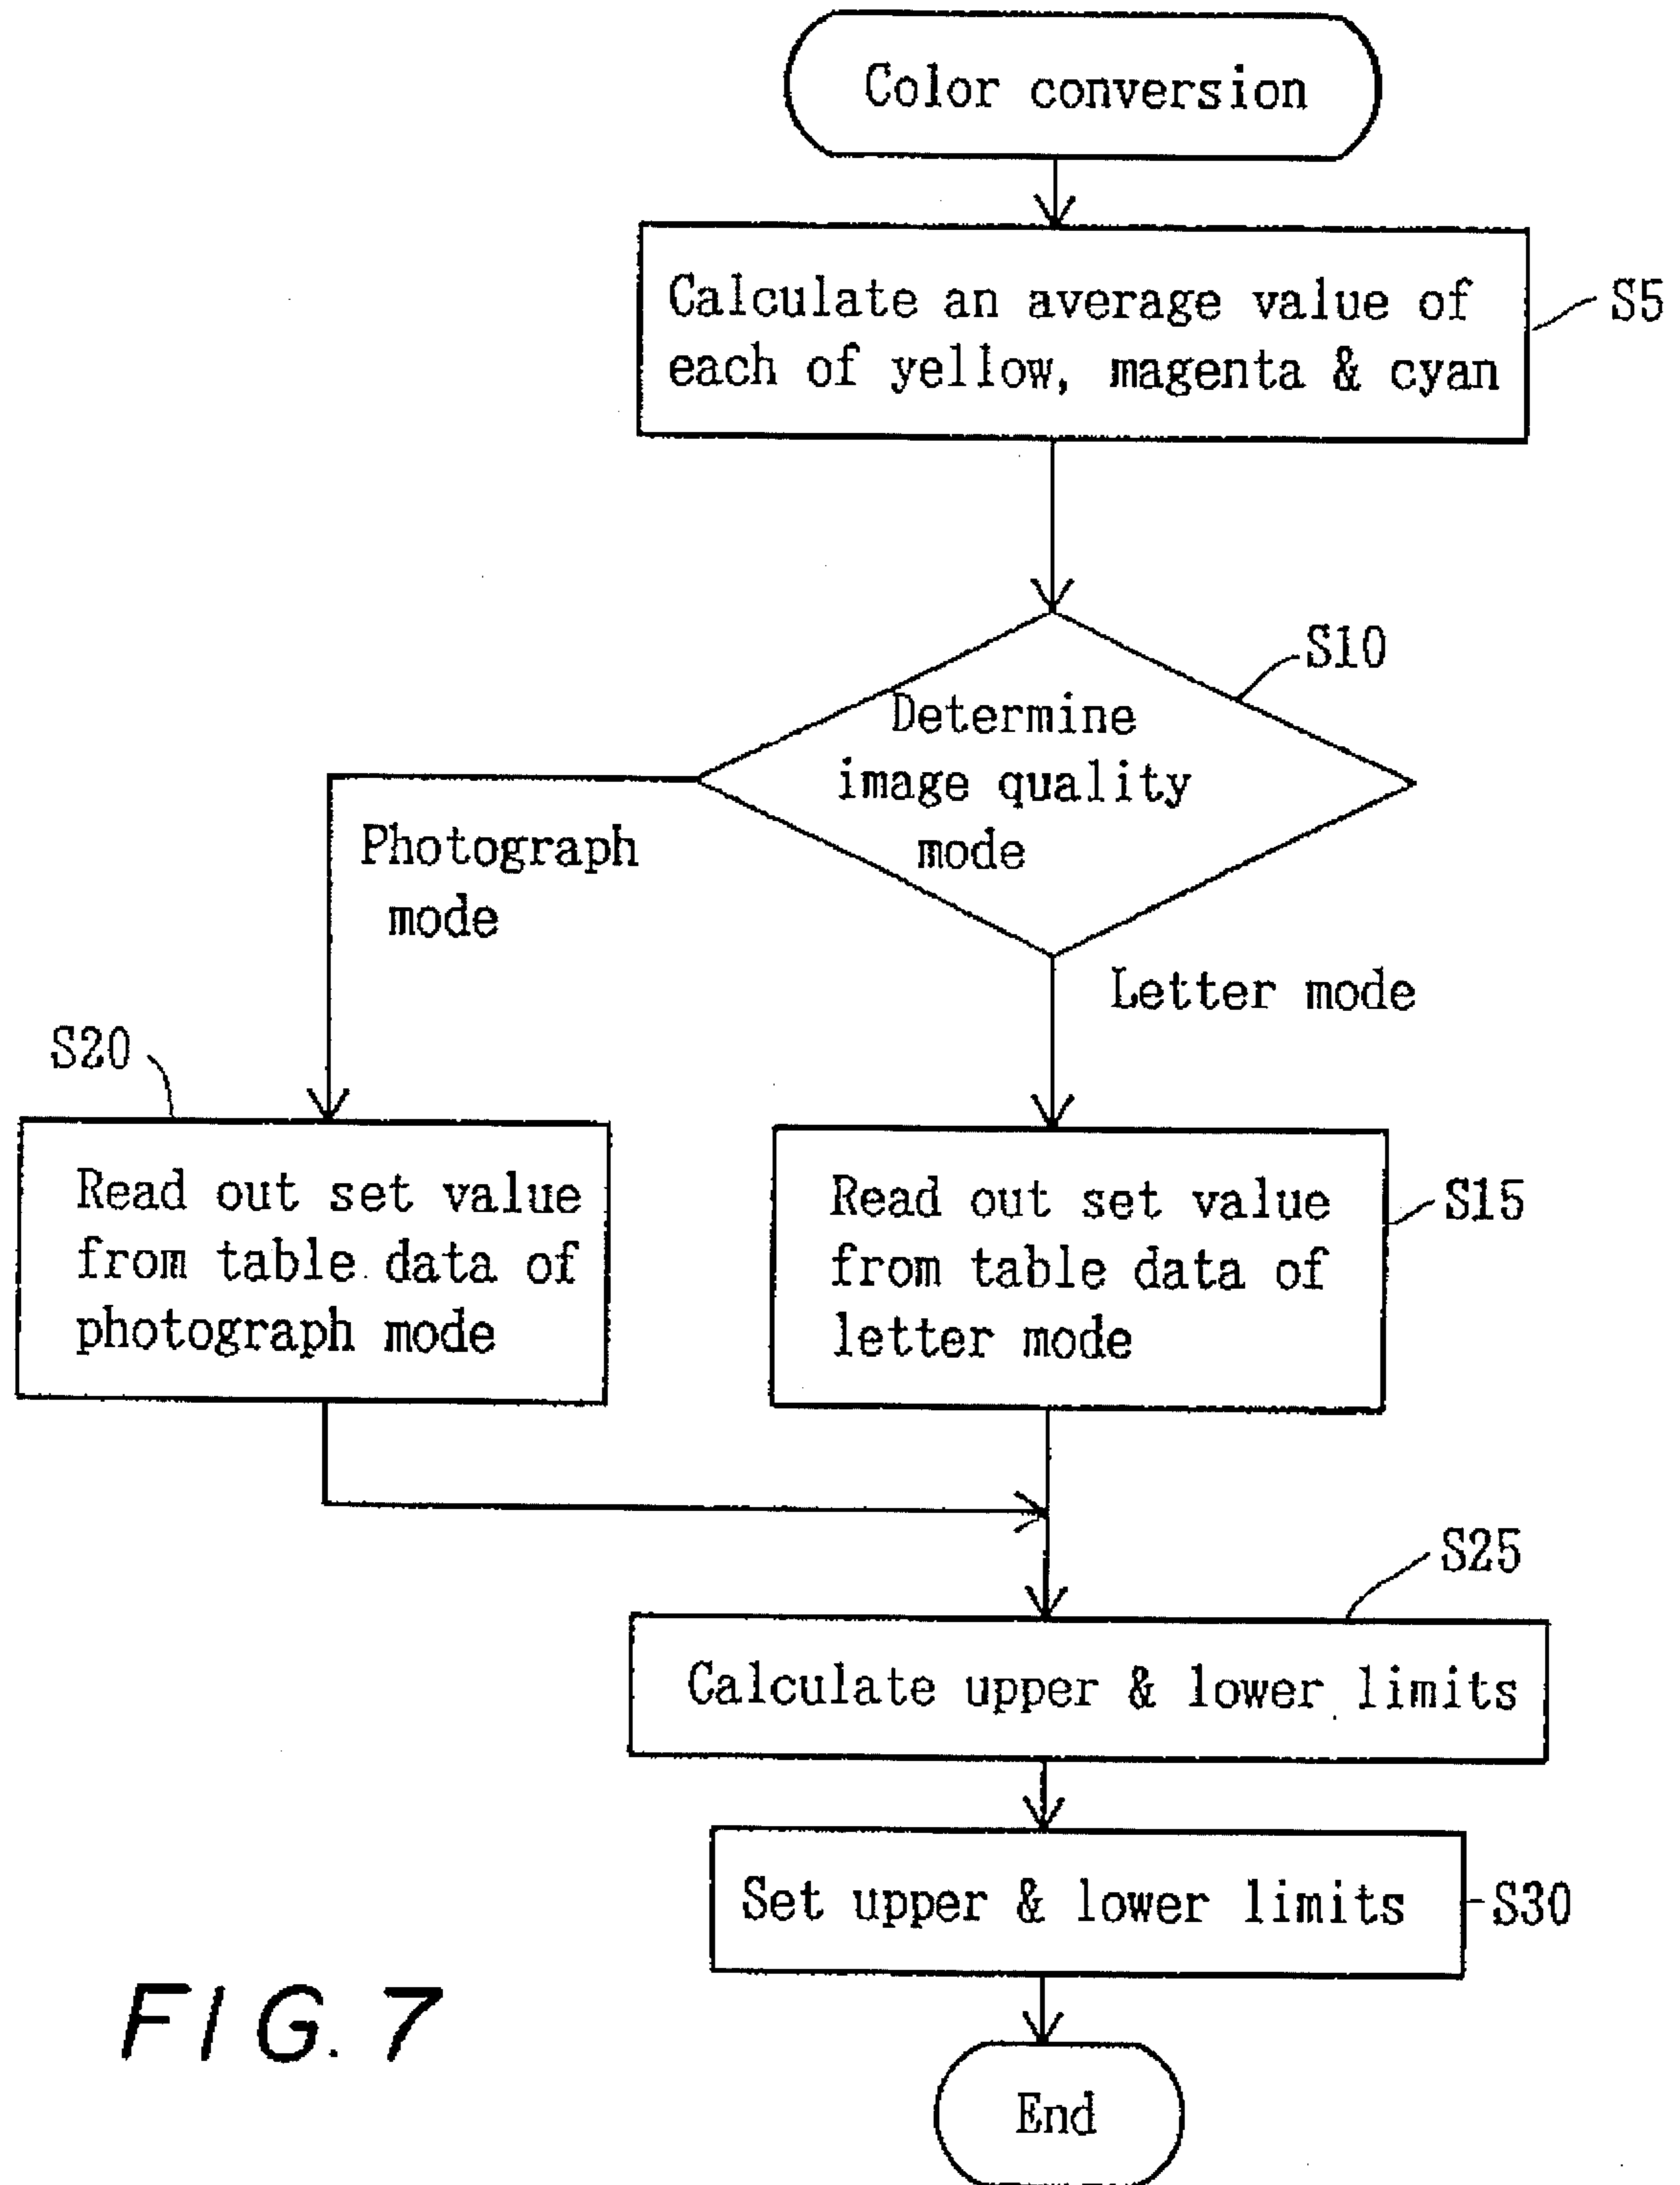 Color conversion
Calculate an average value of
each of yellow, magenta & cyan
S5
S10
Determine
image quality
mode
Photograph
mode
Letter mode
S20
Read out set value
from table data of
photograph mode
Read out set value
from table data of
letter mode
S15
S25
Calculate upper & lower limits
Set upper & lower limits
S30
End
FIG. 7